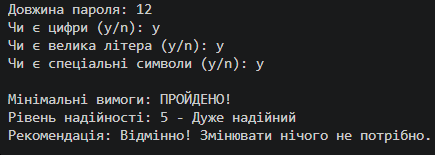 Довжина пароля: 12
Чи є цифри (y/n): y
Чи є велика літера (y/n): y
Чи є спеціальні символи (y/n): y
Мінімальні вимоги: ПРОЙДЕНО!
Рівень надійності: 5 - Дуже надійний
Рекомендація: Відмінно! Змінювати нічого не потрібно.